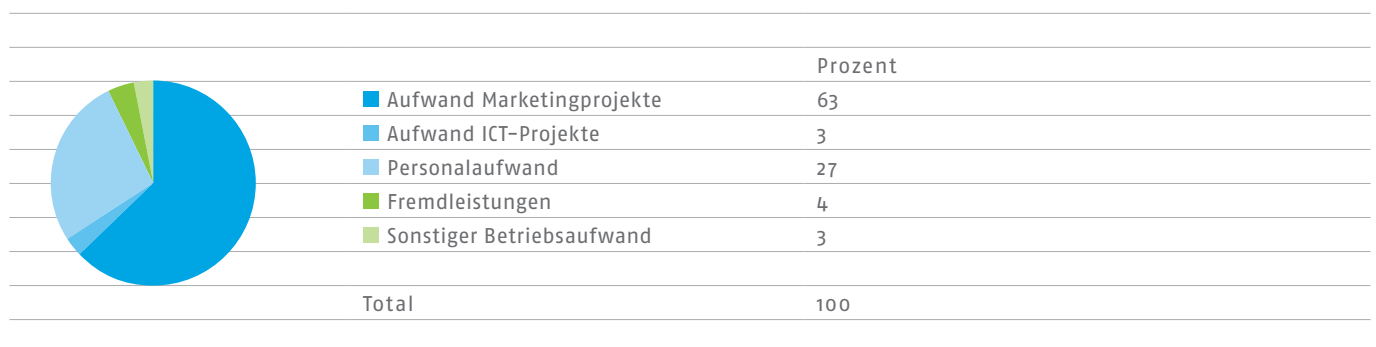 Prozent
Aufwand Marketingprojekte 63
Aufwand ICT-Projekte 3
Personalaufwand 27
Fremdleistungen 4
Sonstiger Betriebsaufwand 3
Total 100